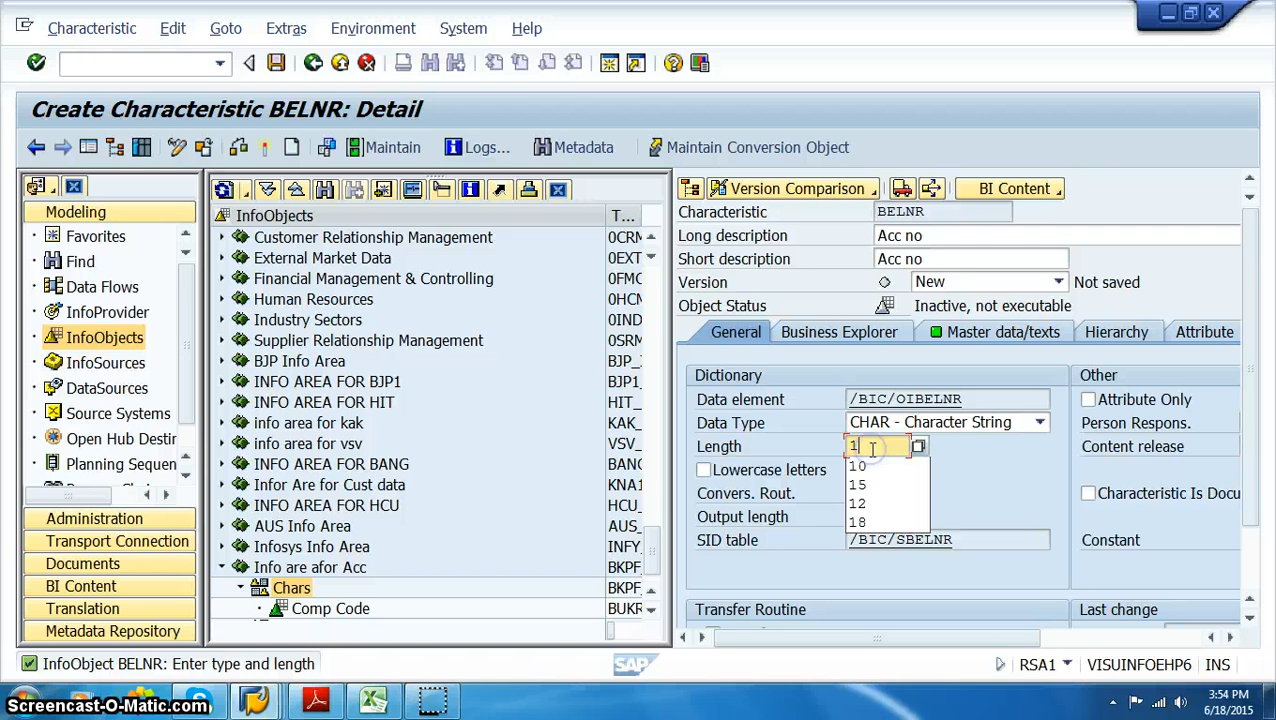 Characteristic Edit Goto Extras Environment System Help
Create Characteristic BELNR: Detail
Maintain Logs... Metadata Maintain Conversion Object
Version Comparison BI Content
Modeling
Favorites
Find
Data Flows
InfoProvider
InfoObjects
InfoSources
DataSources
Source Systems
Open Hub Destin
Planning Sequen
Administration
Transport Connection
Documents
BI Content
Translation
Metadata Repository
InfoObjects T...
Customer Relationship Management 0CRM
External Market Data 0EXT
Financial Management & Controlling 0FMC
Human Resources 0HC
Industry Sectors 0IND
Supplier Relationship Management 0SRM
BJP Info Area BJP_
INFO AREA FOR BJP1 BJP1_
INFO AREA FOR HIT HIT_
info area for kak KAK_
info area for vsv VSV_
INFO AREA FOR BANG BANG
Infor Are for Cust data KNA1
INFO AREA FOR HCU HCU_
AUS Info Area AUS_
Infosys Info Area INFY_
Info are afor Acc BKPF_
Chars BKPF_
Comp Code BUKR
Characteristic BELNR
Long description Acc no
Short description Acc no
Version New Not saved
Object Status Inactive, not executable
General Business Explorer Master data/texts Hierarchy Attribute
Dictionary
Data element /BIC/OIBELNR
Data Type CHAR - Character String
Length 1
10
15
12
18
Lowercase letters
Convers. Rout.
Output length
SID table /BIC/SBELNR
Other
Attribute Only
Person Respons.
Content release
Characteristic Is Docu
Constant
Transfer Routine
Last change
InfoObject BELNR: Enter type and length
SAP
RSA1 VISUINFOEHP6 INS
Screencast-O-Matic.com
3:54 PM
6/18/2015